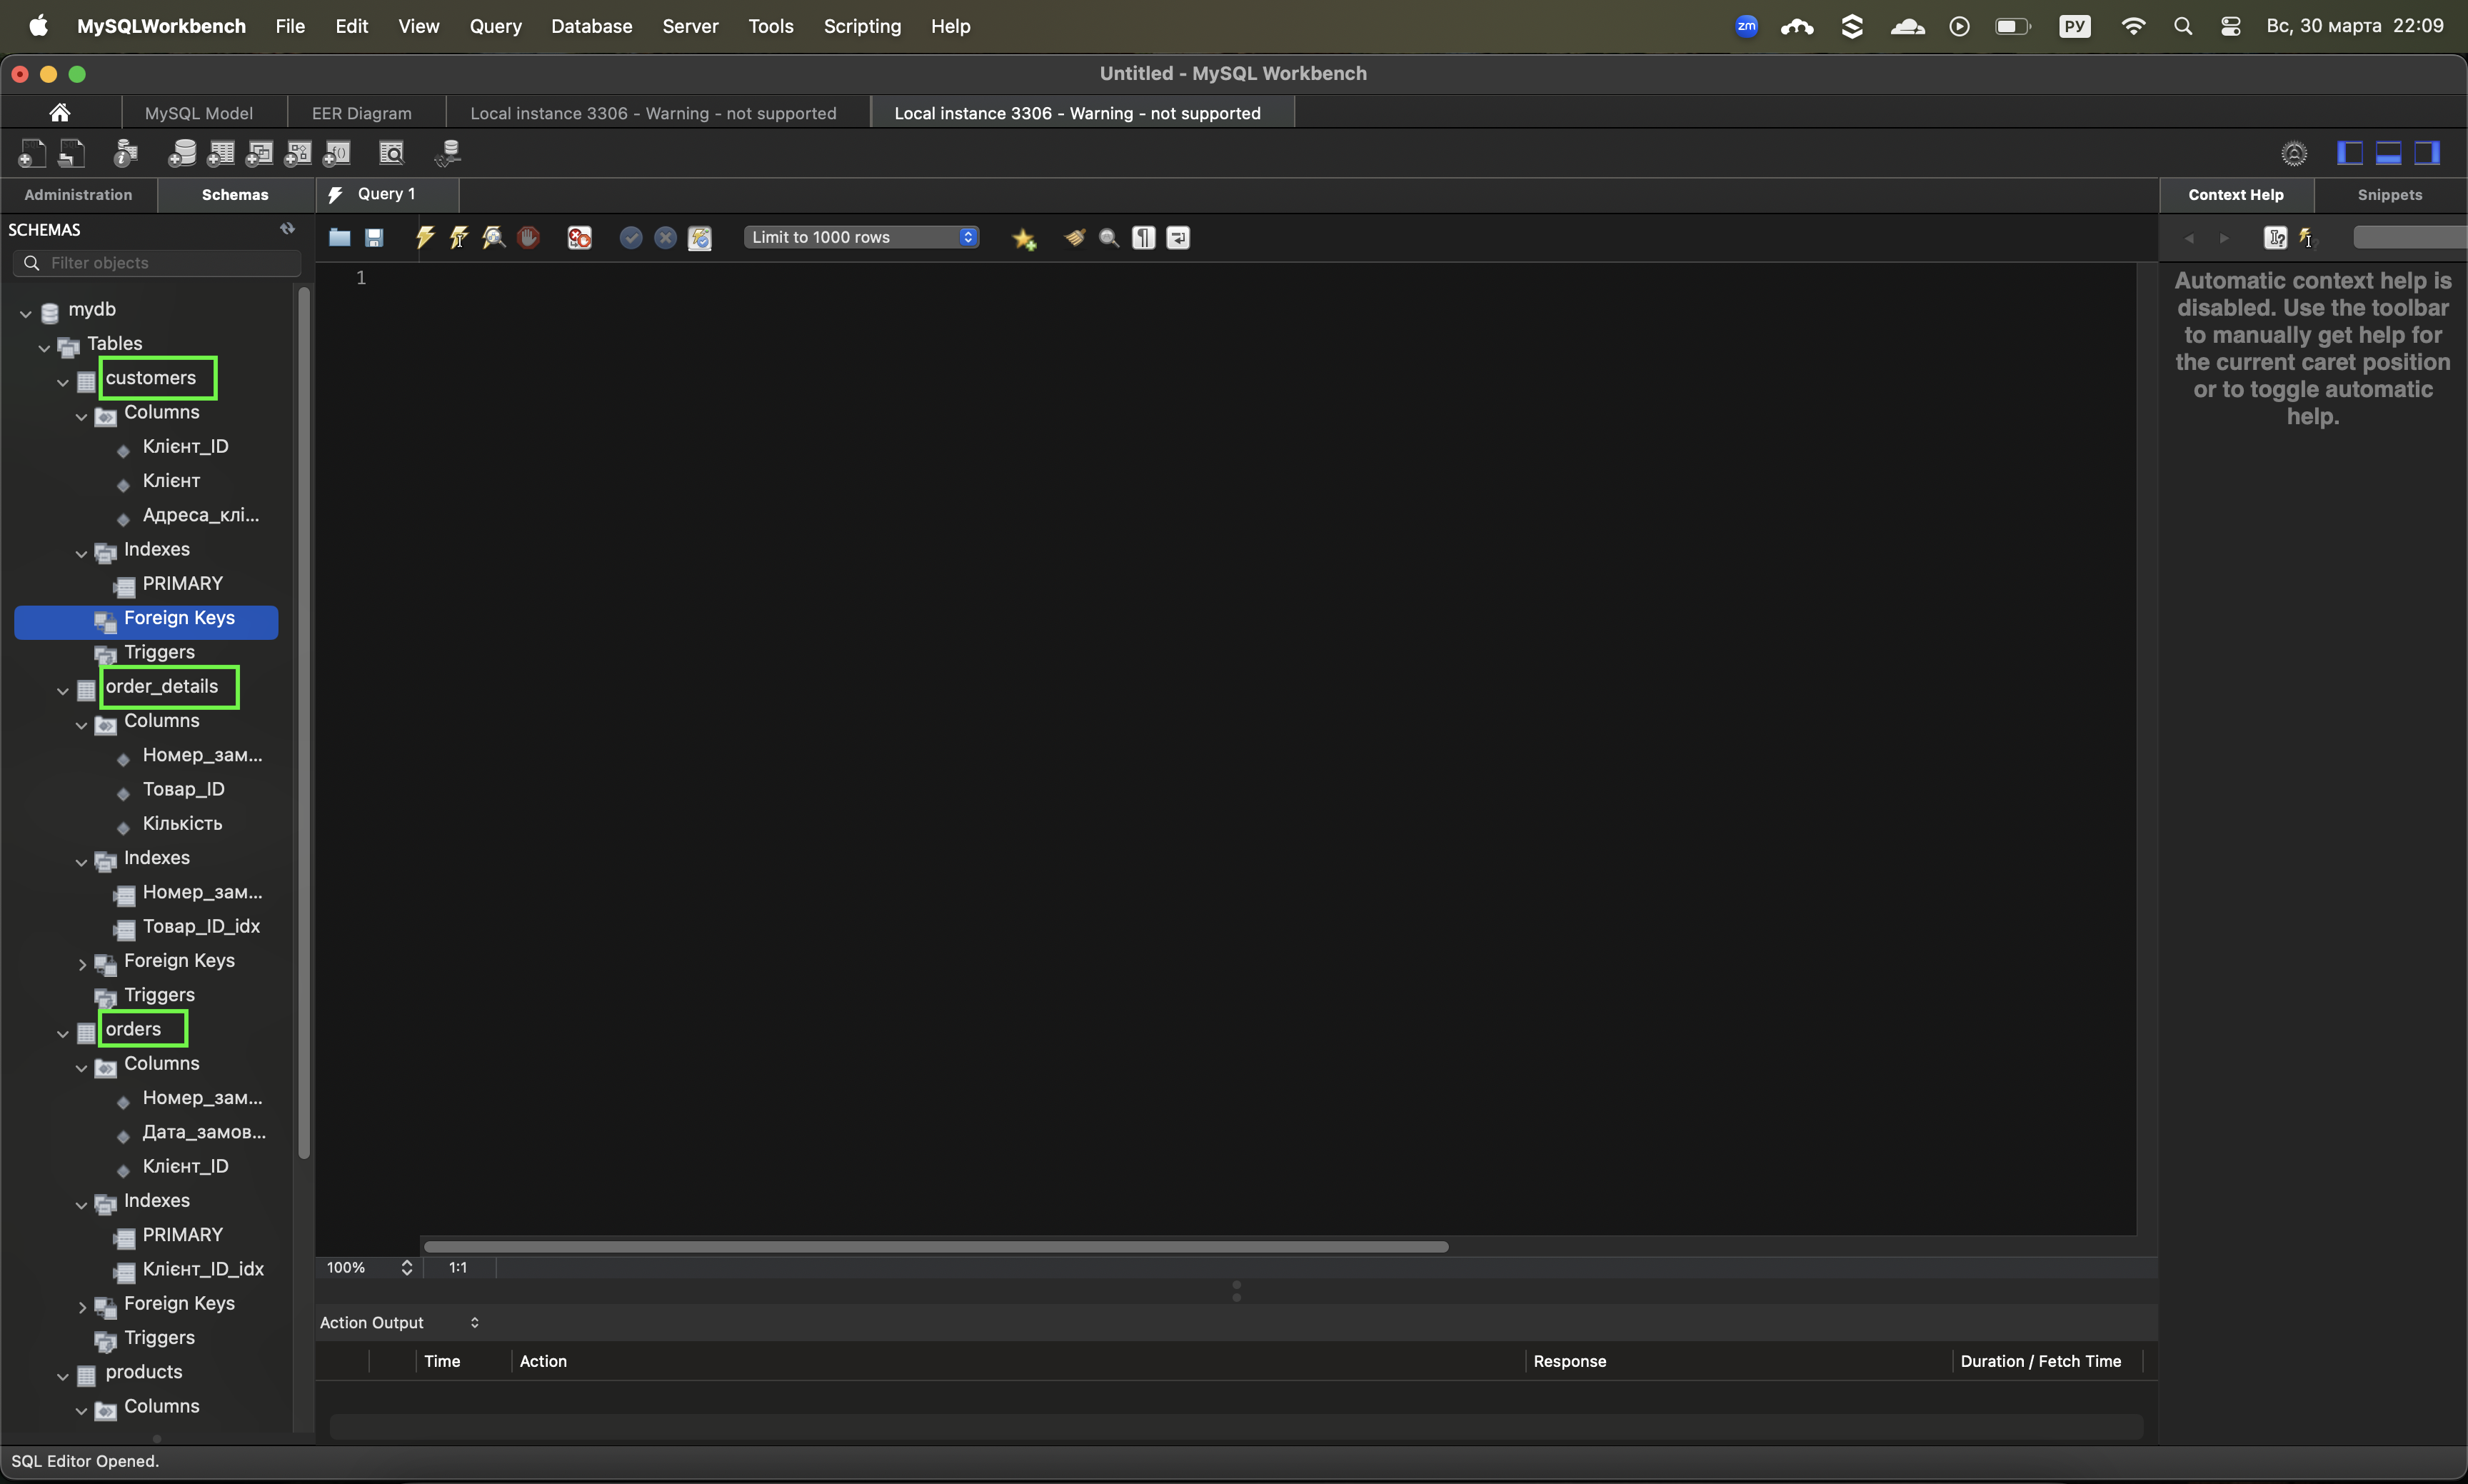 MySQLWorkbench File Edit View Query Database Server Tools Scripting Help zm РУ Вс, 30 марта 22:09
Untitled - MySQL Workbench
MySQL Model EER Diagram Local instance 3306 - Warning - not supported Local instance 3306 - Warning - not supported
Administration Schemas Query 1 Context Help Snippets
SCHEMAS
Limit to 1000 rows
Filter objects
1
Automatic context help is
disabled. Use the toolbar
to manually get help for
the current caret position
or to toggle automatic
help.
mydb
Tables
customers
Columns
Клієнт_ID
Клієнт
Адреса_клі...
Indexes
PRIMARY
Foreign Keys
Triggers
order_details
Columns
Номер_зам...
Товар_ID
Кількість
Indexes
Номер_зам...
Товар_ID_idx
Foreign Keys
Triggers
orders
Columns
Номер_зам...
Дата_замов...
Клієнт_ID
Indexes
PRIMARY
Клієнт_ID_idx
Foreign Keys
Triggers
products
Columns
100% 1:1
Action Output
Time Action Response Duration / Fetch Time
SQL Editor Opened.